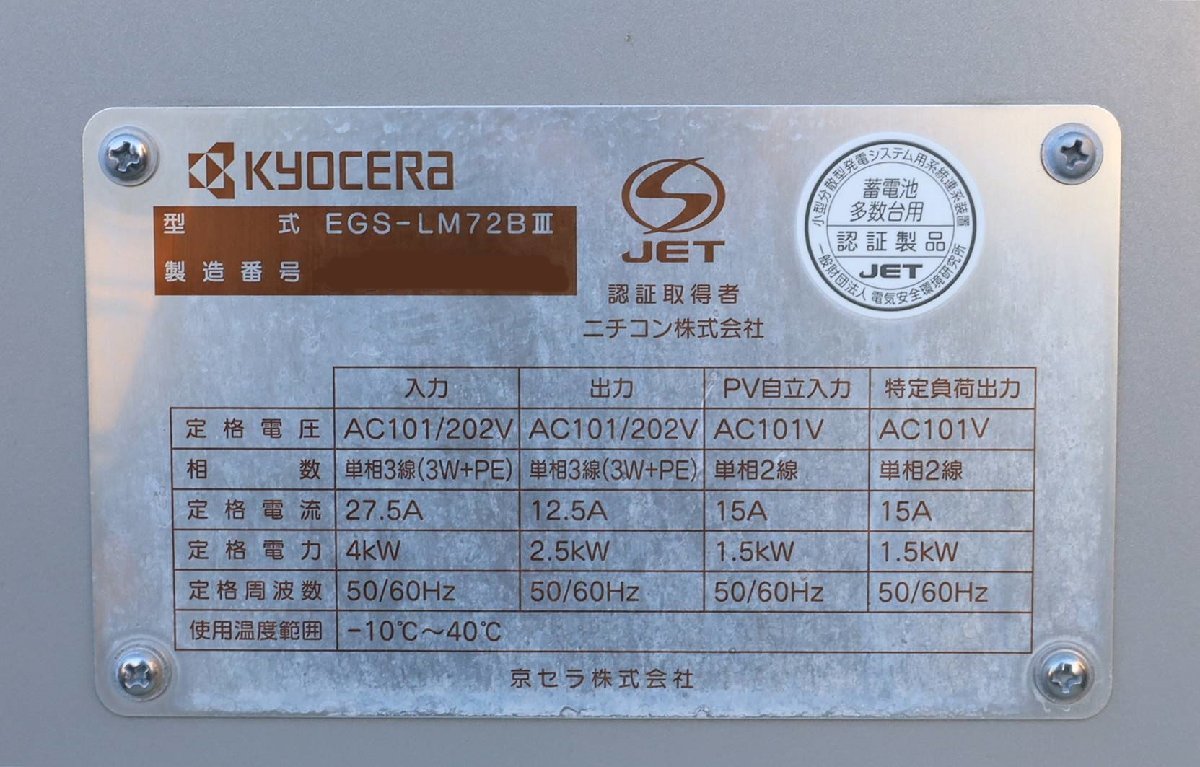 KYOCERA
型 式 EGS-LM72BⅢ
製造番号
JET
認証取得者
ニチコン株式会社
小型分散型発電システム用系統連系装置
蓄電池
多数台用
認証製品
JET
一般財団法人 電気安全環境研究所
入力 出力 PV自立入力 特定負荷出力
定格電圧 AC101/202V AC101/202V AC101V AC101V
相 数 単相3線(3W+PE) 単相3線(3W+PE) 単相2線 単相2線
定格電流 27.5A 12.5A 15A 15A
定格電力 4kW 2.5kW 1.5kW 1.5kW
定格周波数 50/60Hz 50/60Hz 50/60Hz 50/60Hz
使用温度範囲 -10℃～40℃
京セラ株式会社